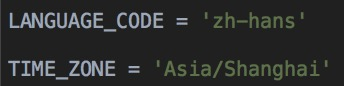 LANGUAGE_CODE = 'zh-hans'
TIME_ZONE = 'Asia/Shanghai'